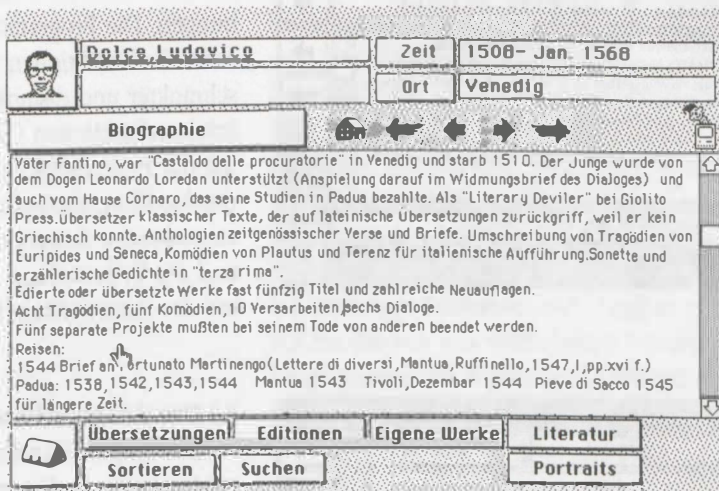 Dolce,Ludovico
Zeit
1508- Jan. 1568
Ort
Venedig
Biographie
Vater Fantino, war "Castaldo delle procuratorie" in Venedig und starb 1510. Der Junge wurde von
dem Dogen Leonardo Loredan unterstützt (Anspielung darauf im Widmungsbrief des Dialoges) und
auch vom Hause Cornaro, das seine Studien in Padua bezahlte. Als "Literary Deviler" bei Giolito
Press.Übersetzer klassischer Texte, der auf lateinische Übersetzungen zurückgriff, weil er kein
Griechisch konnte. Anthologien zeitgenössischer Verse und Briefe. Umschreibung von Tragödien von
Euripides und Seneca,Komödien von Plautus und Terenz für italienische Aufführung.Sonette und
erzählerische Gedichte in "terza rima".
Edierte oder übersetzte Werke fast fünfzig Titel und zahlreiche Neuauflagen.
Acht Tragödien, fünf Komödien,10 Versarbeiten,sechs Dialoge.
Fünf separate Projekte mußten bei seinem Tode von anderen beendet werden.
Reisen:
1544 Brief an ortunato Martinengo(Lettere di diversi,Mantua,Ruffinello,1547,I,pp.xvi f.)
Padua: 1538,1542,1543,1544 Mantua 1543 Tivoli,Dezembar 1544 Pieve di Sacco 1545
für längere Zeit.
Übersetzungen
Editionen
Eigene Werke
Literatur
Sortieren
Suchen
Portraits